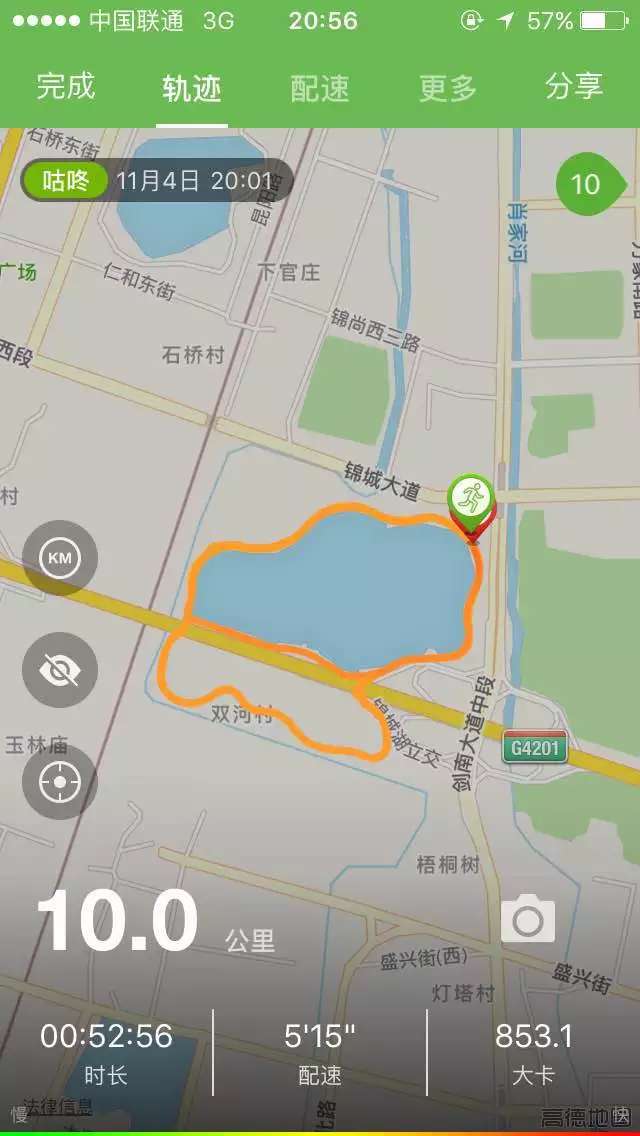 中国联通 3G 20:56 57%
完成 轨迹 配速 更多 分享
石桥东街
咕咚 11月4日 20:01
10
肖家河
广场
仁和东街
下官庄
锦尚西三路
西段
石桥村
锦城大道
村
KM
双河村
锦城湖立交
剑南大道中段
G4201
玉林庙
梧桐树
10.0 公里
盛兴街(西)
盛兴街
灯塔村
00:52:56 5'15" 853.1
时长 配速 大卡
慢 法律信息 北路 高德地图 快